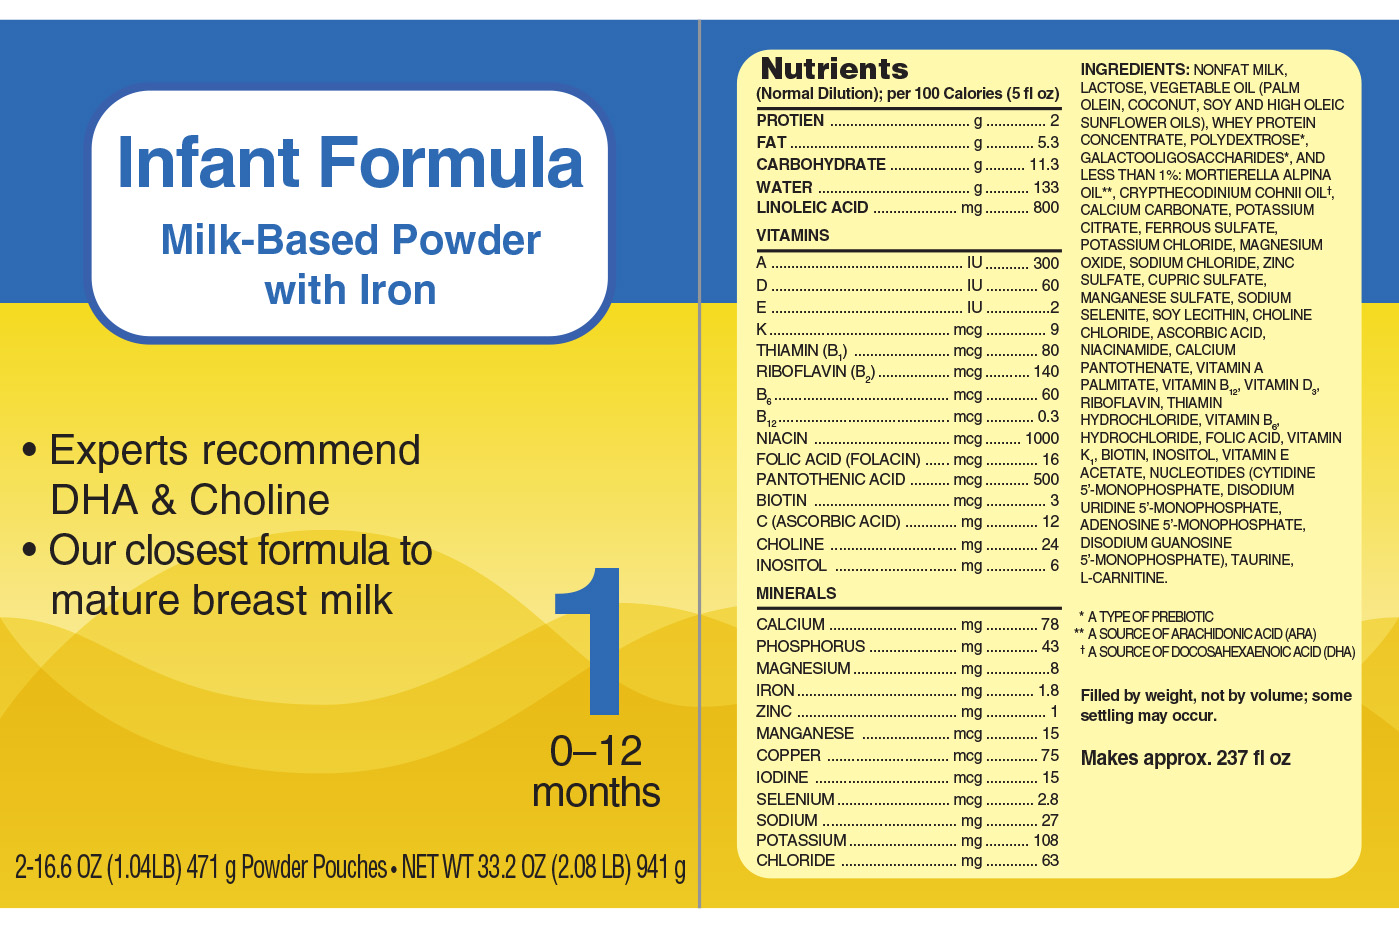 Infant Formula
Milk-Based Powder
with Iron
• Experts recommend
DHA & Choline
• Our closest formula to
mature breast milk
1
0–12
months
2-16.6 OZ (1.04LB) 471 g Powder Pouches • NET WT 33.2 OZ (2.08 LB) 941 g
Nutrients
(Normal Dilution); per 100 Calories (5 fl oz)
PROTIEN ................................ g .............. 2
FAT ......................................... g ........... 5.3
CARBOHYDRATE .................. g ......... 11.3
WATER ................................... g .......... 133
LINOLEIC ACID ................... mg .......... 800
VITAMINS
A ............................................ IU .......... 300
D ............................................ IU ............ 60
E ............................................ IU ..............2
K ......................................... mcg .............. 9
THIAMIN (B₁) ...................... mcg ............ 80
RIBOFLAVIN (B₂) ................ mcg .......... 140
B₆ ........................................ mcg ............ 60
B₁₂ ....................................... mcg ........... 0.3
NIACIN ............................... mcg ........ 1000
FOLIC ACID (FOLACIN) ...... mcg ............ 16
PANTOTHENIC ACID ......... mcg .......... 500
BIOTIN ............................... mcg .............. 3
C (ASCORBIC ACID) ............ mg ............ 12
CHOLINE ............................. mg ............ 24
INOSITOL ............................ mg .............. 6
MINERALS
CALCIUM ............................. mg ............ 78
PHOSPHORUS .................... mg ............ 43
MAGNESIUM ........................ mg ..............8
IRON ..................................... mg ........... 1.8
ZINC ..................................... mg .............. 1
MANGANESE .................... mcg ............ 15
COPPER ............................ mcg ............ 75
IODINE ............................... mcg ............ 15
SELENIUM .......................... mcg ........... 2.8
SODIUM ............................... mg ............ 27
POTASSIUM ......................... mg .......... 108
CHLORIDE ........................... mg ............ 63
INGREDIENTS: NONFAT MILK,
LACTOSE, VEGETABLE OIL (PALM
OLEIN, COCONUT, SOY AND HIGH OLEIC
SUNFLOWER OILS), WHEY PROTEIN
CONCENTRATE, POLYDEXTROSE*,
GALACTOOLIGOSACCHARIDES*, AND
LESS THAN 1%: MORTIERELLA ALPINA
OIL**, CRYPTHECODINIUM COHNII OIL†,
CALCIUM CARBONATE, POTASSIUM
CITRATE, FERROUS SULFATE,
POTASSIUM CHLORIDE, MAGNESIUM
OXIDE, SODIUM CHLORIDE, ZINC
SULFATE, CUPRIC SULFATE,
MANGANESE SULFATE, SODIUM
SELENITE, SOY LECITHIN, CHOLINE
CHLORIDE, ASCORBIC ACID,
NIACINAMIDE, CALCIUM
PANTOTHENATE, VITAMIN A
PALMITATE, VITAMIN B₁₂, VITAMIN D₃,
RIBOFLAVIN, THIAMIN
HYDROCHLORIDE, VITAMIN B₆,
HYDROCHLORIDE, FOLIC ACID, VITAMIN
K₁, BIOTIN, INOSITOL, VITAMIN E
ACETATE, NUCLEOTIDES (CYTIDINE
5’-MONOPHOSPHATE, DISODIUM
URIDINE 5’-MONOPHOSPHATE,
ADENOSINE 5’-MONOPHOSPHATE,
DISODIUM GUANOSINE
5’-MONOPHOSPHATE), TAURINE,
L-CARNITINE.
* A TYPE OF PREBIOTIC
** A SOURCE OF ARACHIDONIC ACID (ARA)
† A SOURCE OF DOCOSAHEXAENOIC ACID (DHA)
Filled by weight, not by volume; some
settling may occur.
Makes approx. 237 fl oz